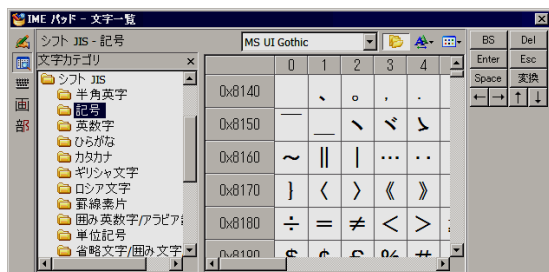 IME パッド - 文字一覧
シフト JIS - 記号
MS UI Gothic
BS Del
文字カテゴリ
0 1 2 3 4
Enter Esc
シフト JIS
Space 変換
半角英字
0x8140 、 。 ， ．
← → ↑ ↓
記号
英数字
0x8150 ￣ ＿ ヽ ヾ ゝ
ひらがな
カタカナ
0x8160 ～ ∥ ｜ … ‥
ギリシャ文字
ロシア文字
0x8170 ｝ 〈 〉 《 》
罫線素片
囲み英数字/アラビア
0x8180 ÷ ＝ ≠ ＜ ＞
単位記号
省略文字/囲み文字
0x8190 ＄ ￠ ￡ ％ ＃
画
部